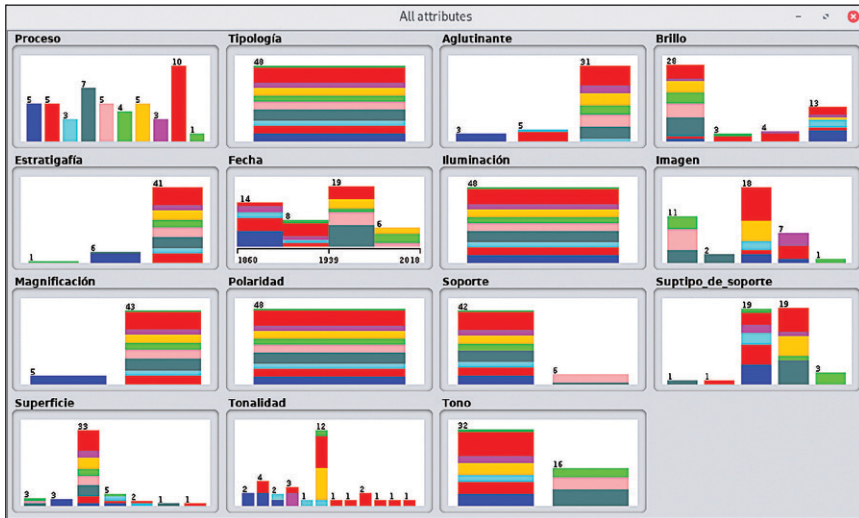 All attributes
Proceso
5 5 3 7 5 4 5 3 10 1
Tipología
48
Aglutinante
3 5 31
Brillo
28 3 4 13
Estratigafía
1 6 41
Fecha
14 8 19 6
1860 1939 2018
Iluminación
48
Imagen
11 2 18 7 1
Magnificación
5 43
Polaridad
48
Soporte
42 6
Suptipo_de_soporte
1 1 19 19 3
Superficie
3 3 33 5 2 1 1
Tonalidad
2 4 2 3 1 12 1 1 2 1 1 1
Tono
32 16